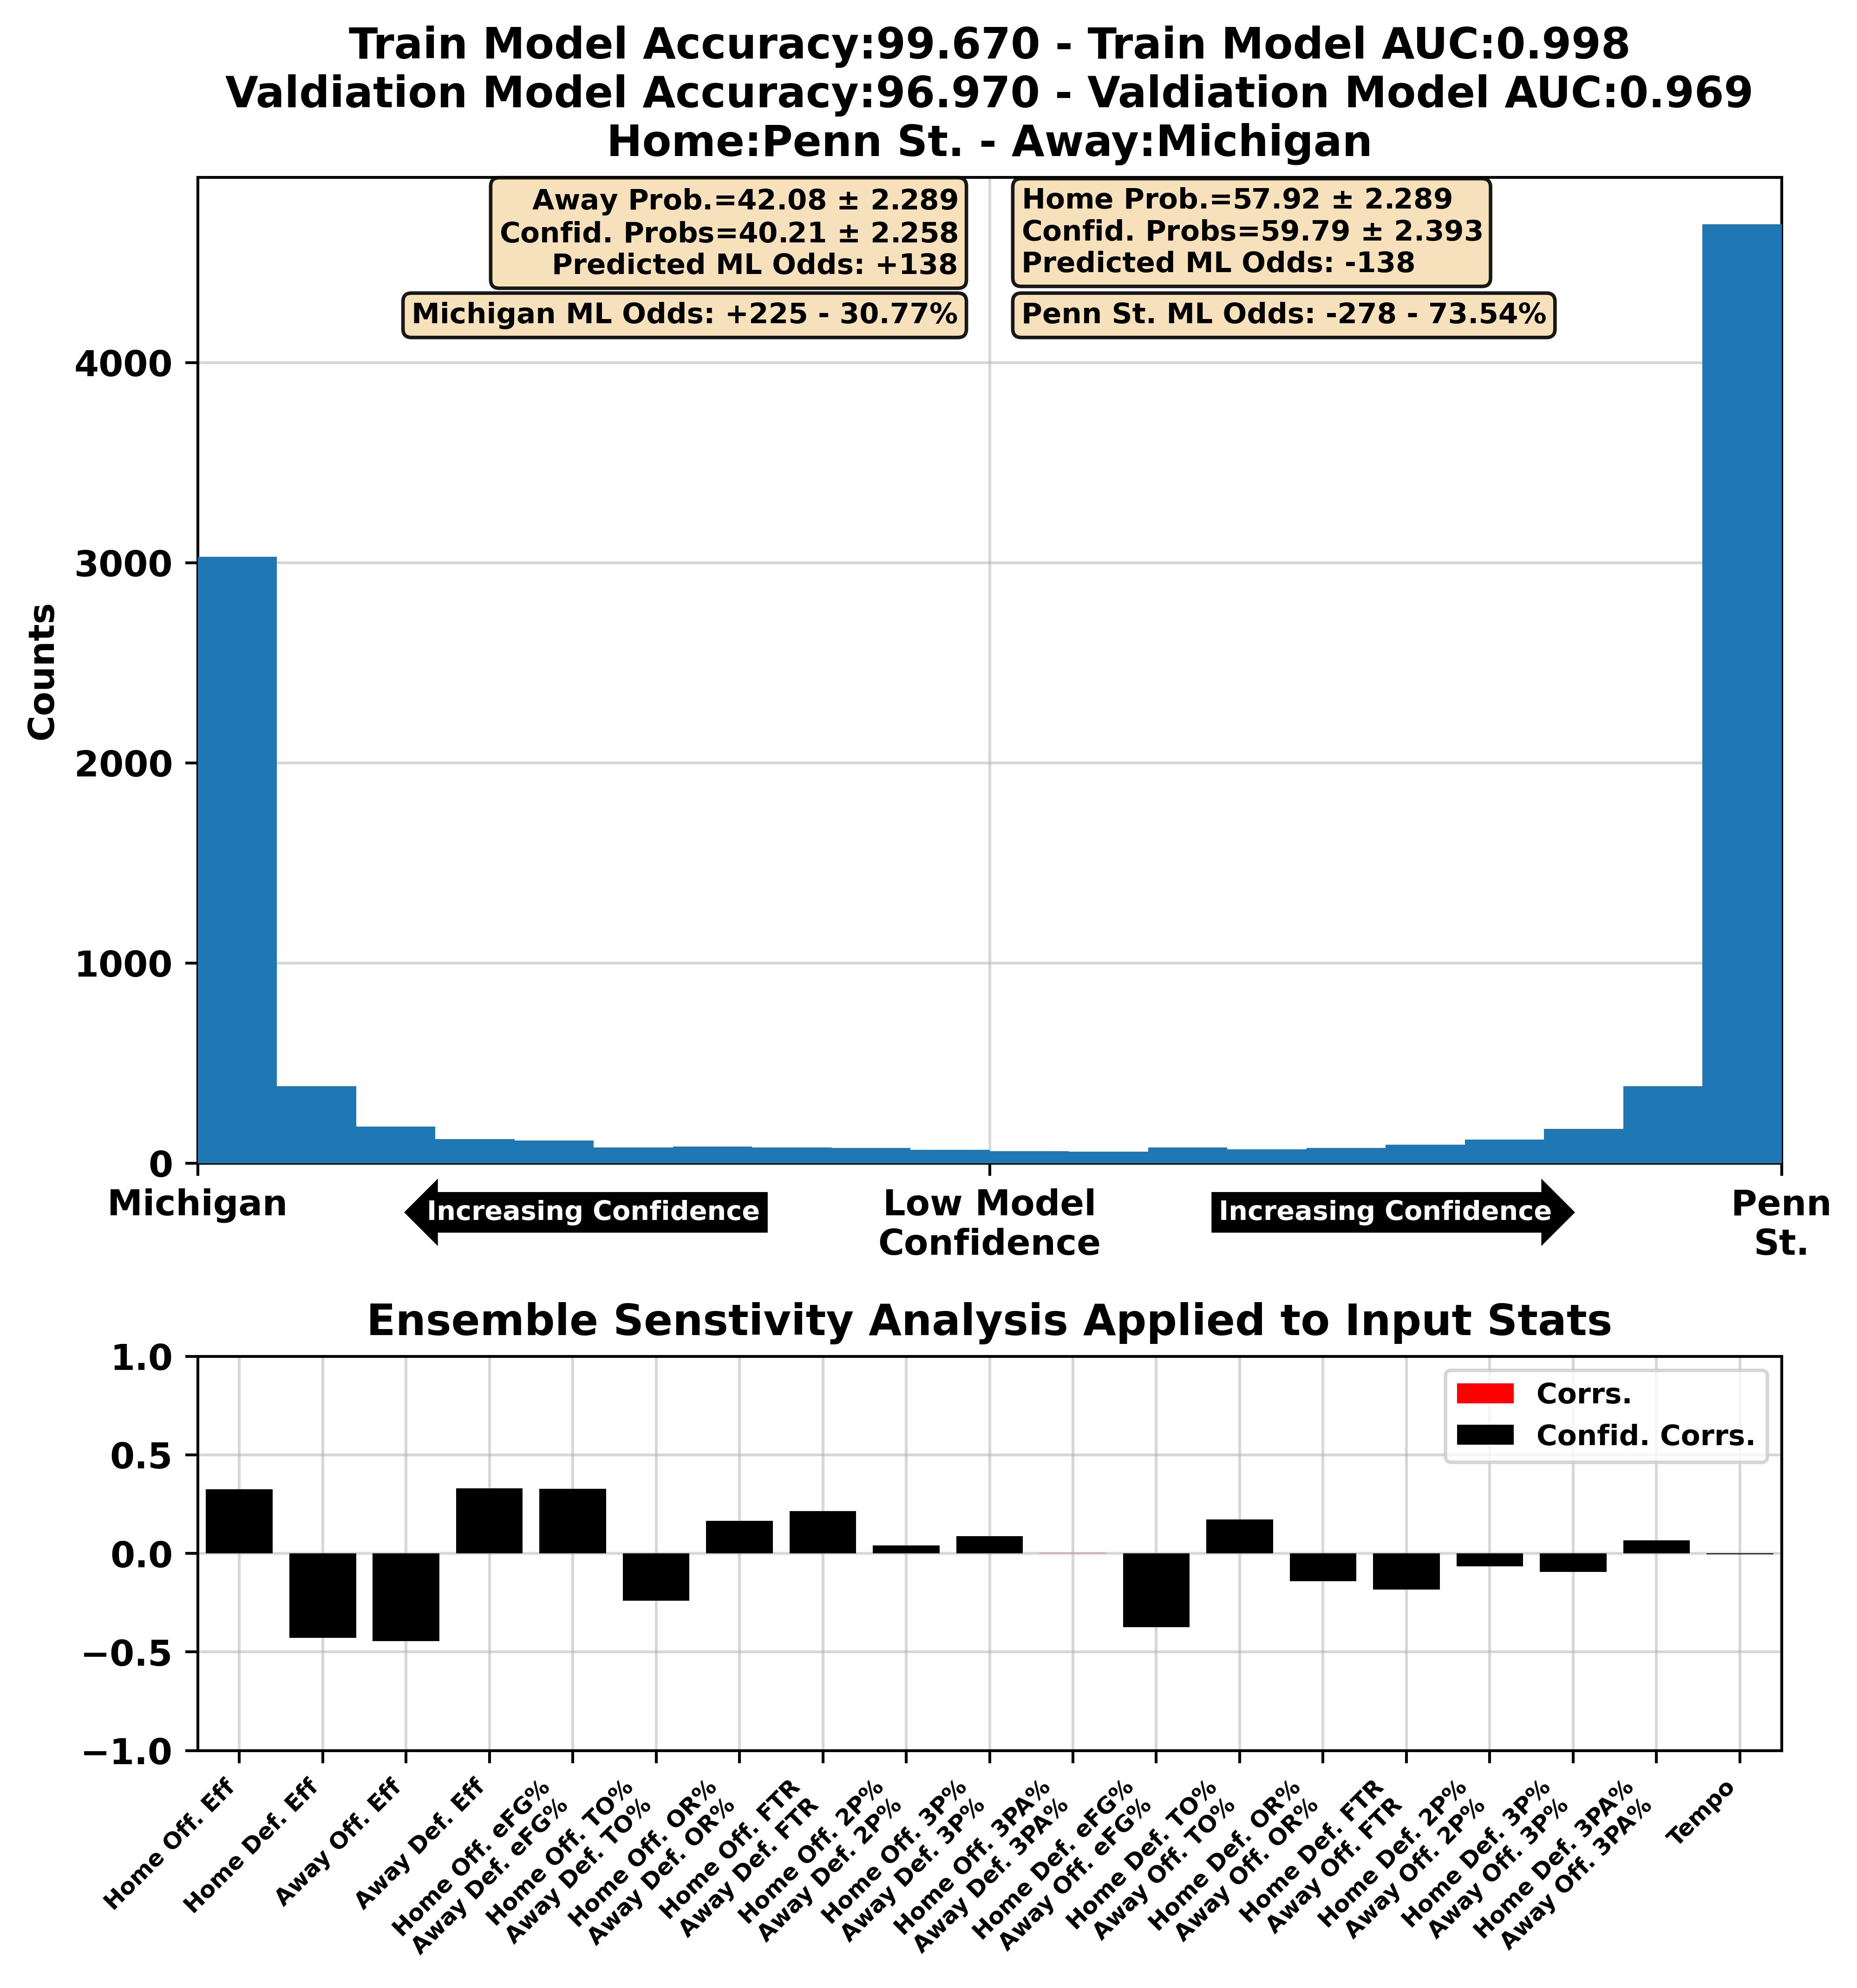 Train Model Accuracy:99.670 - Train Model AUC:0.998
Valdiation Model Accuracy:96.970 - Valdiation Model AUC:0.969
Home:Penn St. - Away:Michigan
Away Prob.=42.08 ± 2.289
Confid. Probs=40.21 ± 2.258
Predicted ML Odds: +138
Michigan ML Odds: +225 - 30.77%
Home Prob.=57.92 ± 2.289
Confid. Probs=59.79 ± 2.393
Predicted ML Odds: -138
Penn St. ML Odds: -278 - 73.54%
Counts
4000
3000
2000
1000
0
Michigan
Increasing Confidence
Low Model
Confidence
Increasing Confidence
Penn
St.
Ensemble Senstivity Analysis Applied to Input Stats
1.0
0.5
0.0
−0.5
−1.0
Corrs.
Confid. Corrs.
Home Off. Eff
Home Def. Eff
Away Off. Eff
Away Def. Eff
Home Off. eFG%
Away Def. eFG%
Home Off. TO%
Away Def. TO%
Home Off. OR%
Away Def. OR%
Home Off. FTR
Away Def. FTR
Home Off. 2P%
Away Def. 2P%
Home Off. 3P%
Away Def. 3P%
Home Off. 3PA%
Away Def. 3PA%
Home Def. eFG%
Away Off. eFG%
Home Def. TO%
Away Off. TO%
Home Def. OR%
Away Off. OR%
Home Def. FTR
Away Off. FTR
Home Def. 2P%
Away Off. 2P%
Home Def. 3P%
Away Off. 3P%
Home Def. 3PA%
Away Off. 3PA%
Tempo